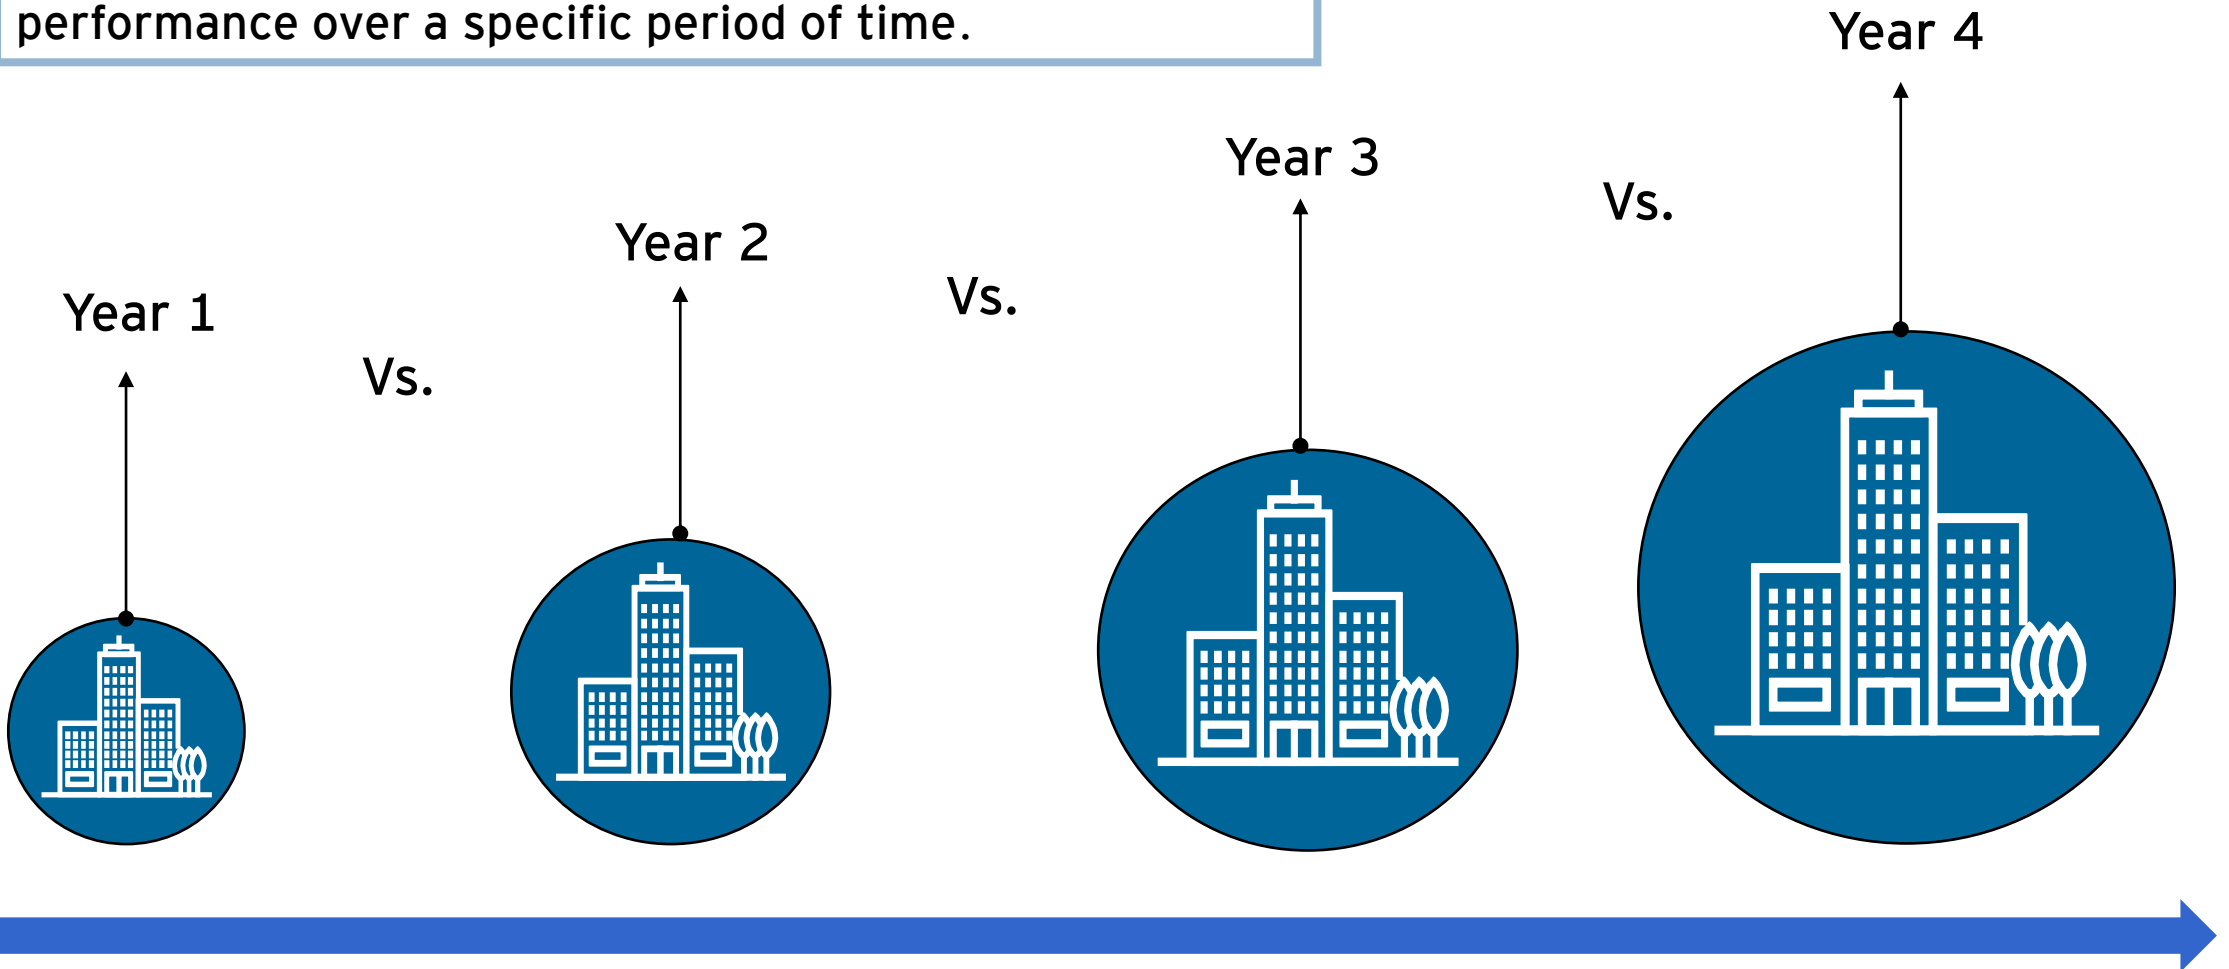 performance over a specific period of time.
Year 1
Vs.
Year 2
Vs.
Year 3
Vs.
Year 4